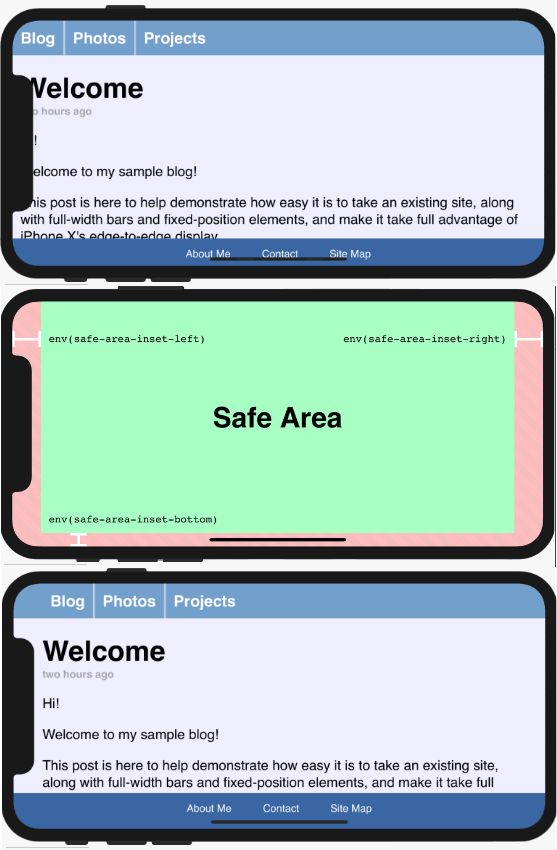 Blog Photos Projects
Welcome
o hours ago
!
elcome to my sample blog!
his post is here to help demonstrate how easy it is to take an existing site, along
with full-width bars and fixed-position elements, and make it take full advantage of
iPhone X's edge-to-edge display
About Me Contact Site Map
env(safe-area-inset-left) env(safe-area-inset-right)
Safe Area
env(safe-area-inset-bottom)
Blog Photos Projects
Welcome
two hours ago
Hi!
Welcome to my sample blog!
This post is here to help demonstrate how easy it is to take an existing site,
along with full-width bars and fixed-position elements, and make it take full
About Me Contact Site Map